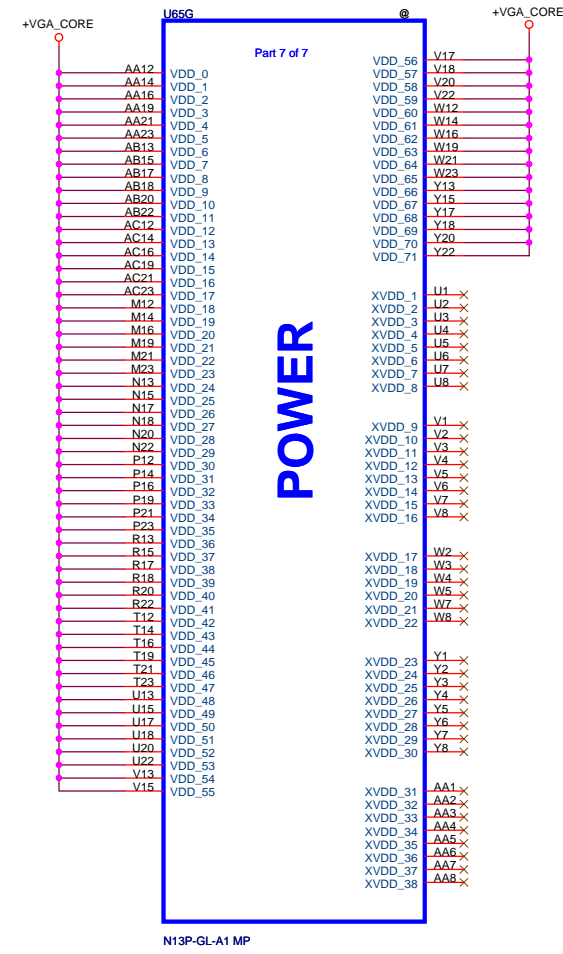 +VGA_CORE
U65G
@
+VGA_CORE
Part 7 of 7
AA12 VDD_0
AA14 VDD_1
AA16 VDD_2
AA19 VDD_3
AA21 VDD_4
AA23 VDD_5
AB13 VDD_6
AB15 VDD_7
AB17 VDD_8
AB18 VDD_9
AB20 VDD_10
AB22 VDD_11
AC12 VDD_12
AC14 VDD_13
AC16 VDD_14
AC19 VDD_15
AC21 VDD_16
AC23 VDD_17
M12 VDD_18
M14 VDD_19
M16 VDD_20
M19 VDD_21
M21 VDD_22
M23 VDD_23
N13 VDD_24
N15 VDD_25
N17 VDD_26
N18 VDD_27
N20 VDD_28
N22 VDD_29
P12 VDD_30
P14 VDD_31
P16 VDD_32
P19 VDD_33
P21 VDD_34
P23 VDD_35
R13 VDD_36
R15 VDD_37
R17 VDD_38
R18 VDD_39
R20 VDD_40
R22 VDD_41
T12 VDD_42
T14 VDD_43
T16 VDD_44
T19 VDD_45
T21 VDD_46
T23 VDD_47
U13 VDD_48
U15 VDD_49
U17 VDD_50
U18 VDD_51
U20 VDD_52
U22 VDD_53
V13 VDD_54
V15 VDD_55
POWER
VDD_56 V17
VDD_57 V18
VDD_58 V20
VDD_59 V22
VDD_60 W12
VDD_61 W14
VDD_62 W16
VDD_63 W19
VDD_64 W21
VDD_65 W23
VDD_66 Y13
VDD_67 Y15
VDD_68 Y17
VDD_69 Y18
VDD_70 Y20
VDD_71 Y22
XVDD_1 U1
XVDD_2 U2
XVDD_3 U3
XVDD_4 U4
XVDD_5 U5
XVDD_6 U6
XVDD_7 U7
XVDD_8 U8
XVDD_9 V1
XVDD_10 V2
XVDD_11 V3
XVDD_12 V4
XVDD_13 V5
XVDD_14 V6
XVDD_15 V7
XVDD_16 V8
XVDD_17 W2
XVDD_18 W3
XVDD_19 W4
XVDD_20 W5
XVDD_21 W7
XVDD_22 W8
XVDD_23 Y1
XVDD_24 Y2
XVDD_25 Y3
XVDD_26 Y4
XVDD_27 Y5
XVDD_28 Y6
XVDD_29 Y7
XVDD_30 Y8
XVDD_31 AA1
XVDD_32 AA2
XVDD_33 AA3
XVDD_34 AA4
XVDD_35 AA5
XVDD_36 AA6
XVDD_37 AA7
XVDD_38 AA8
N13P-GL-A1 MP